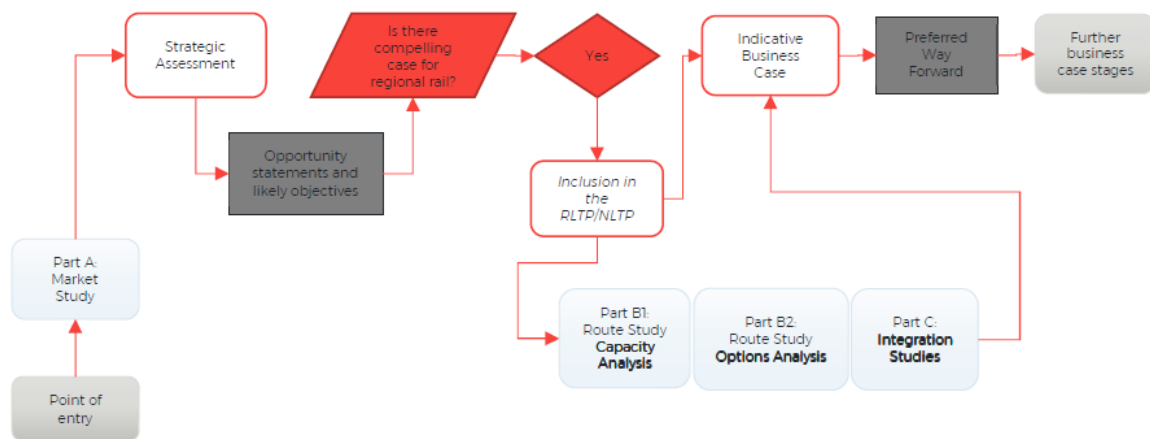 Strategic
Assessment
Is there
compelling
case for
regional rail?
Yes
Indicative
Business
Case
Preferred
Way
Forward
Further
business
case stages
Opportunity
statements and
likely objectives
Inclusion in
the
RLTP/NLTP
Part A:
Market
Study
Part B1:
Route Study
Capacity
Analysis
Part B2:
Route Study
Options Analysis
Part C:
Integration
Studies
Point of
entry